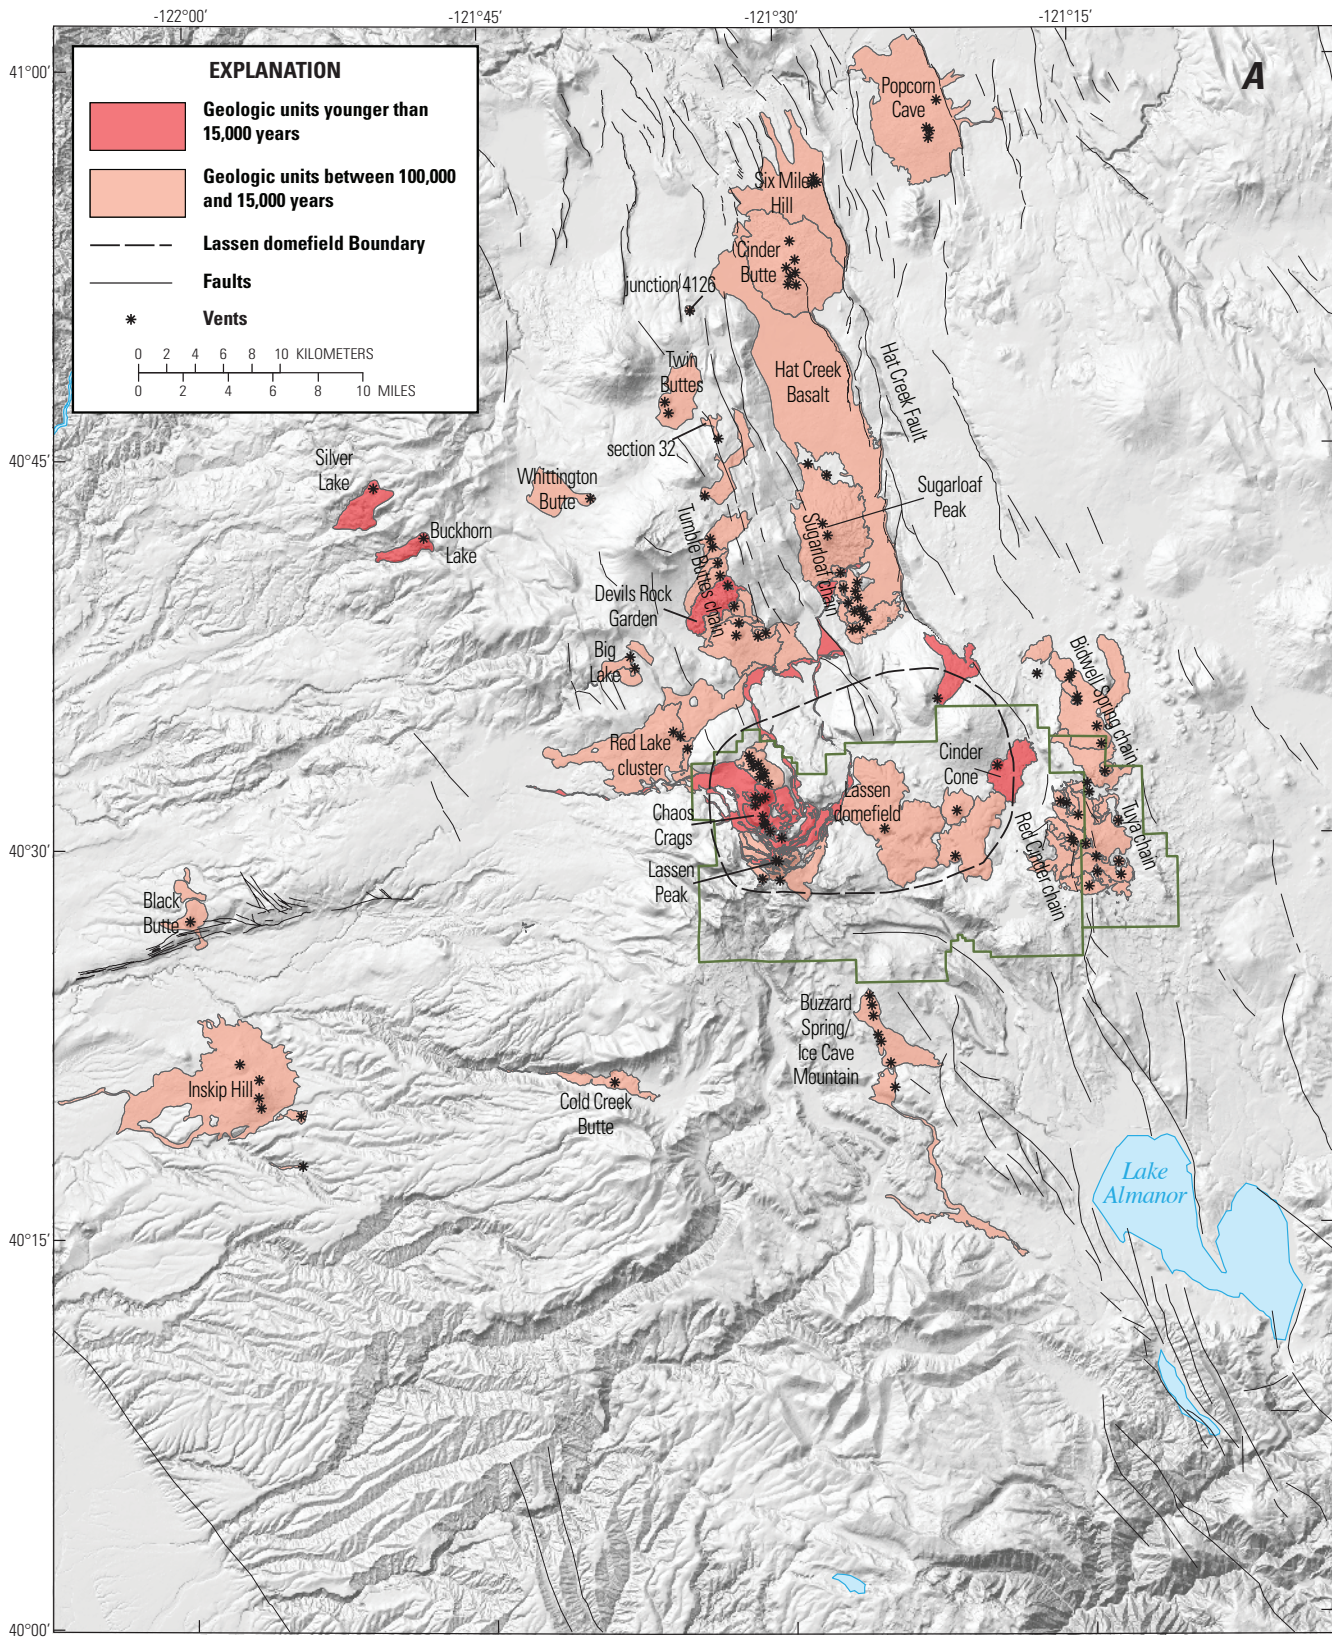 -122°00′
-121°45′
-121°30′
-121°15′
41°00′
40°45′
40°30′
40°15′
40°00′
A
EXPLANATION
Geologic units younger than
15,000 years
Geologic units between 100,000
and 15,000 years
Lassen domefield Boundary
Faults
Vents
0 2 4 6 8 10 KILOMETERS
0 2 4 6 8 10 MILES
Popcorn
Cave
Six Mile
Hill
Cinder
Butte
junction 4126
Twin
Buttes
Hat Creek
Basalt
Hat Creek Fault
section 32
Silver
Lake
Whittington
Butte
Sugarloaf
Peak
Buckhorn
Lake
Tumble Buttes chain
Sugarloaf chain
Devils Rock
Garden
Big
Lake
Bidwell Spring chain
Red Lake
cluster
Cinder
Cone
Lassen
domefield
Chaos
Crags
Tuya chain
Red Cinder chain
Lassen
Peak
Black
Butte
Buzzard
Spring/
Ice Cave
Mountain
Inskip Hill
Cold Creek
Butte
Lake
Almanor